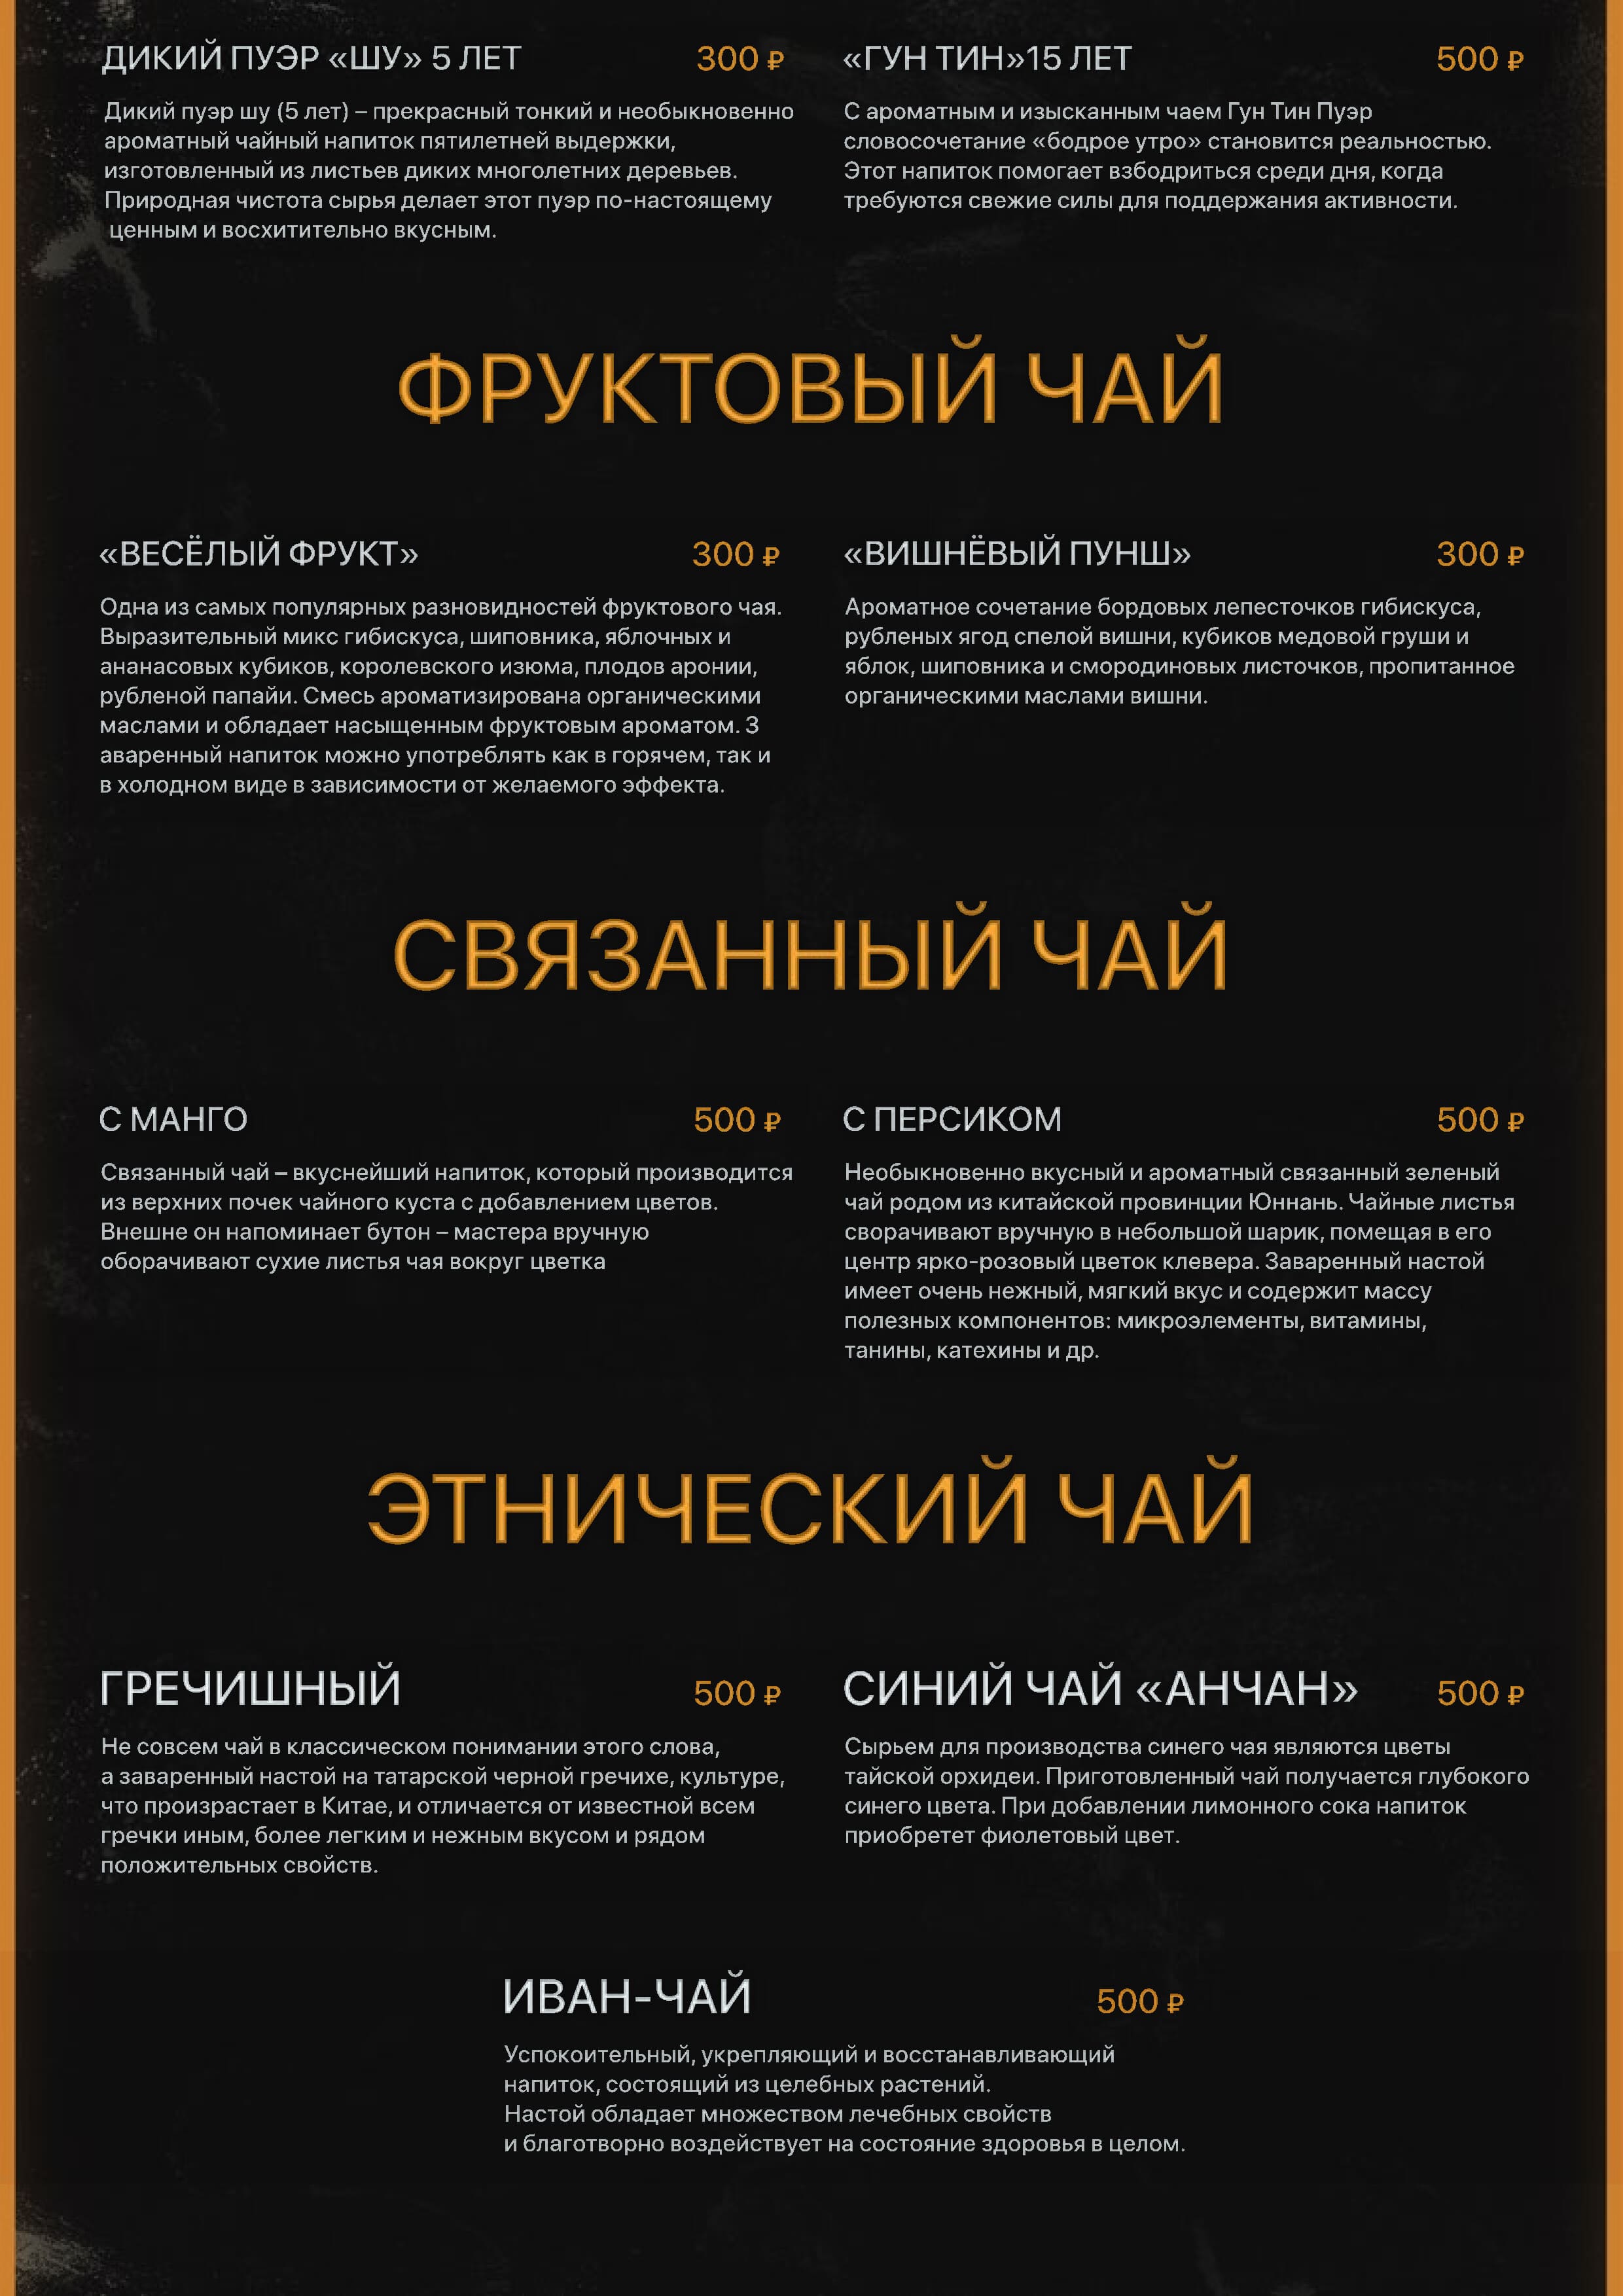 ДИКИЙ ПУЭР «ШУ» 5 ЛЕТ 300 ₽
Дикий пуэр шу (5 лет) – прекрасный тонкий и необыкновенно
ароматный чайный напиток пятилетней выдержки,
изготовленный из листьев диких многолетних деревьев.
Природная чистота сырья делает этот пуэр по-настоящему
ценным и восхитительно вкусным.
«ГУН ТИН»15 ЛЕТ 500 ₽
С ароматным и изысканным чаем Гун Тин Пуэр
словосочетание «бодрое утро» становится реальностью.
Этот напиток помогает взбодриться среди дня, когда
требуются свежие силы для поддержания активности.
ФРУКТОВЫЙ ЧАЙ
«ВЕСЁЛЫЙ ФРУКТ» 300 ₽
Одна из самых популярных разновидностей фруктового чая.
Выразительный микс гибискуса, шиповника, яблочных и
ананасовых кубиков, королевского изюма, плодов аронии,
рубленой папайи. Смесь ароматизирована органическими
маслами и обладает насыщенным фруктовым ароматом. З
аваренный напиток можно употреблять как в горячем, так и
в холодном виде в зависимости от желаемого эффекта.
«ВИШНЁВЫЙ ПУНШ» 300 ₽
Ароматное сочетание бордовых лепесточков гибискуса,
рубленых ягод спелой вишни, кубиков медовой груши и
яблок, шиповника и смородиновых листочков, пропитанное
органическими маслами вишни.
СВЯЗАННЫЙ ЧАЙ
С МАНГО 500 ₽
Связанный чай – вкуснейший напиток, который производится
из верхних почек чайного куста с добавлением цветов.
Внешне он напоминает бутон – мастера вручную
оборачивают сухие листья чая вокруг цветка
С ПЕРСИКОМ 500 ₽
Необыкновенно вкусный и ароматный связанный зеленый
чай родом из китайской провинции Юннань. Чайные листья
сворачивают вручную в небольшой шарик, помещая в его
центр ярко-розовый цветок клевера. Заваренный настой
имеет очень нежный, мягкий вкус и содержит массу
полезных компонентов: микроэлементы, витамины,
танины, катехины и др.
ЭТНИЧЕСКИЙ ЧАЙ
ГРЕЧИШНЫЙ 500 ₽
Не совсем чай в классическом понимании этого слова,
а заваренный настой на татарской черной гречихе, культуре,
что произрастает в Китае, и отличается от известной всем
гречки иным, более легким и нежным вкусом и рядом
положительных свойств.
СИНИЙ ЧАЙ «АНЧАН» 500 ₽
Сырьем для производства синего чая являются цветы
тайской орхидеи. Приготовленный чай получается глубокого
синего цвета. При добавлении лимонного сока напиток
приобретет фиолетовый цвет.
ИВАН-ЧАЙ 500 ₽
Успокоительный, укрепляющий и восстанавливающий
напиток, состоящий из целебных растений.
Настой обладает множеством лечебных свойств
и благотворно воздействует на состояние здоровья в целом.